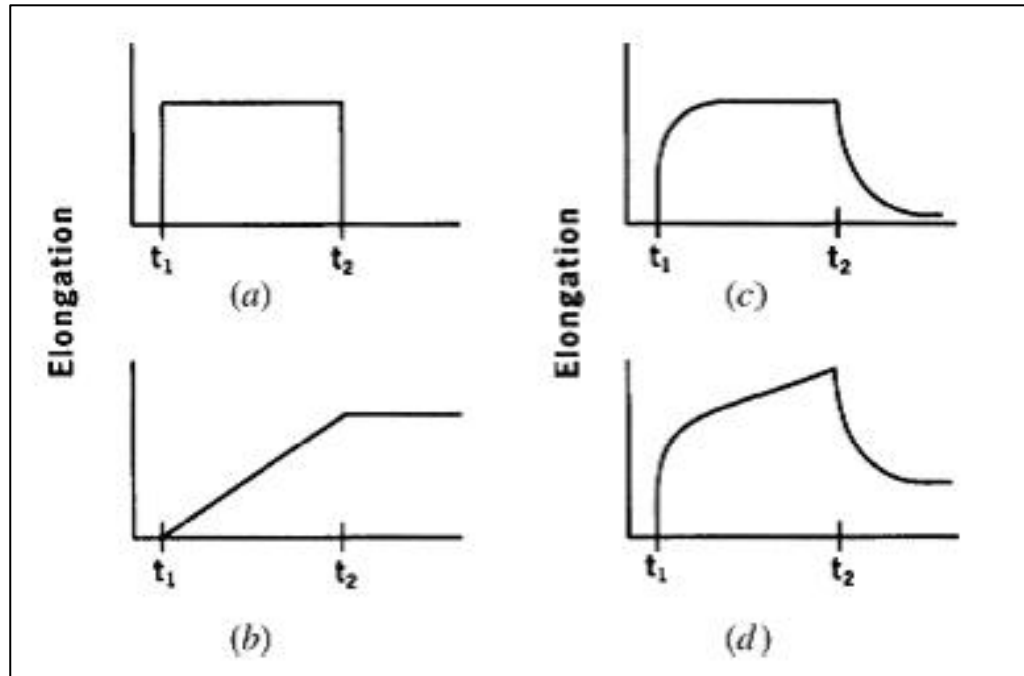 Elongation
t₁ t₂
(a)
t₁ t₂
(b)
Elongation
t₁ t₂
(c)
t₁ t₂
(d)